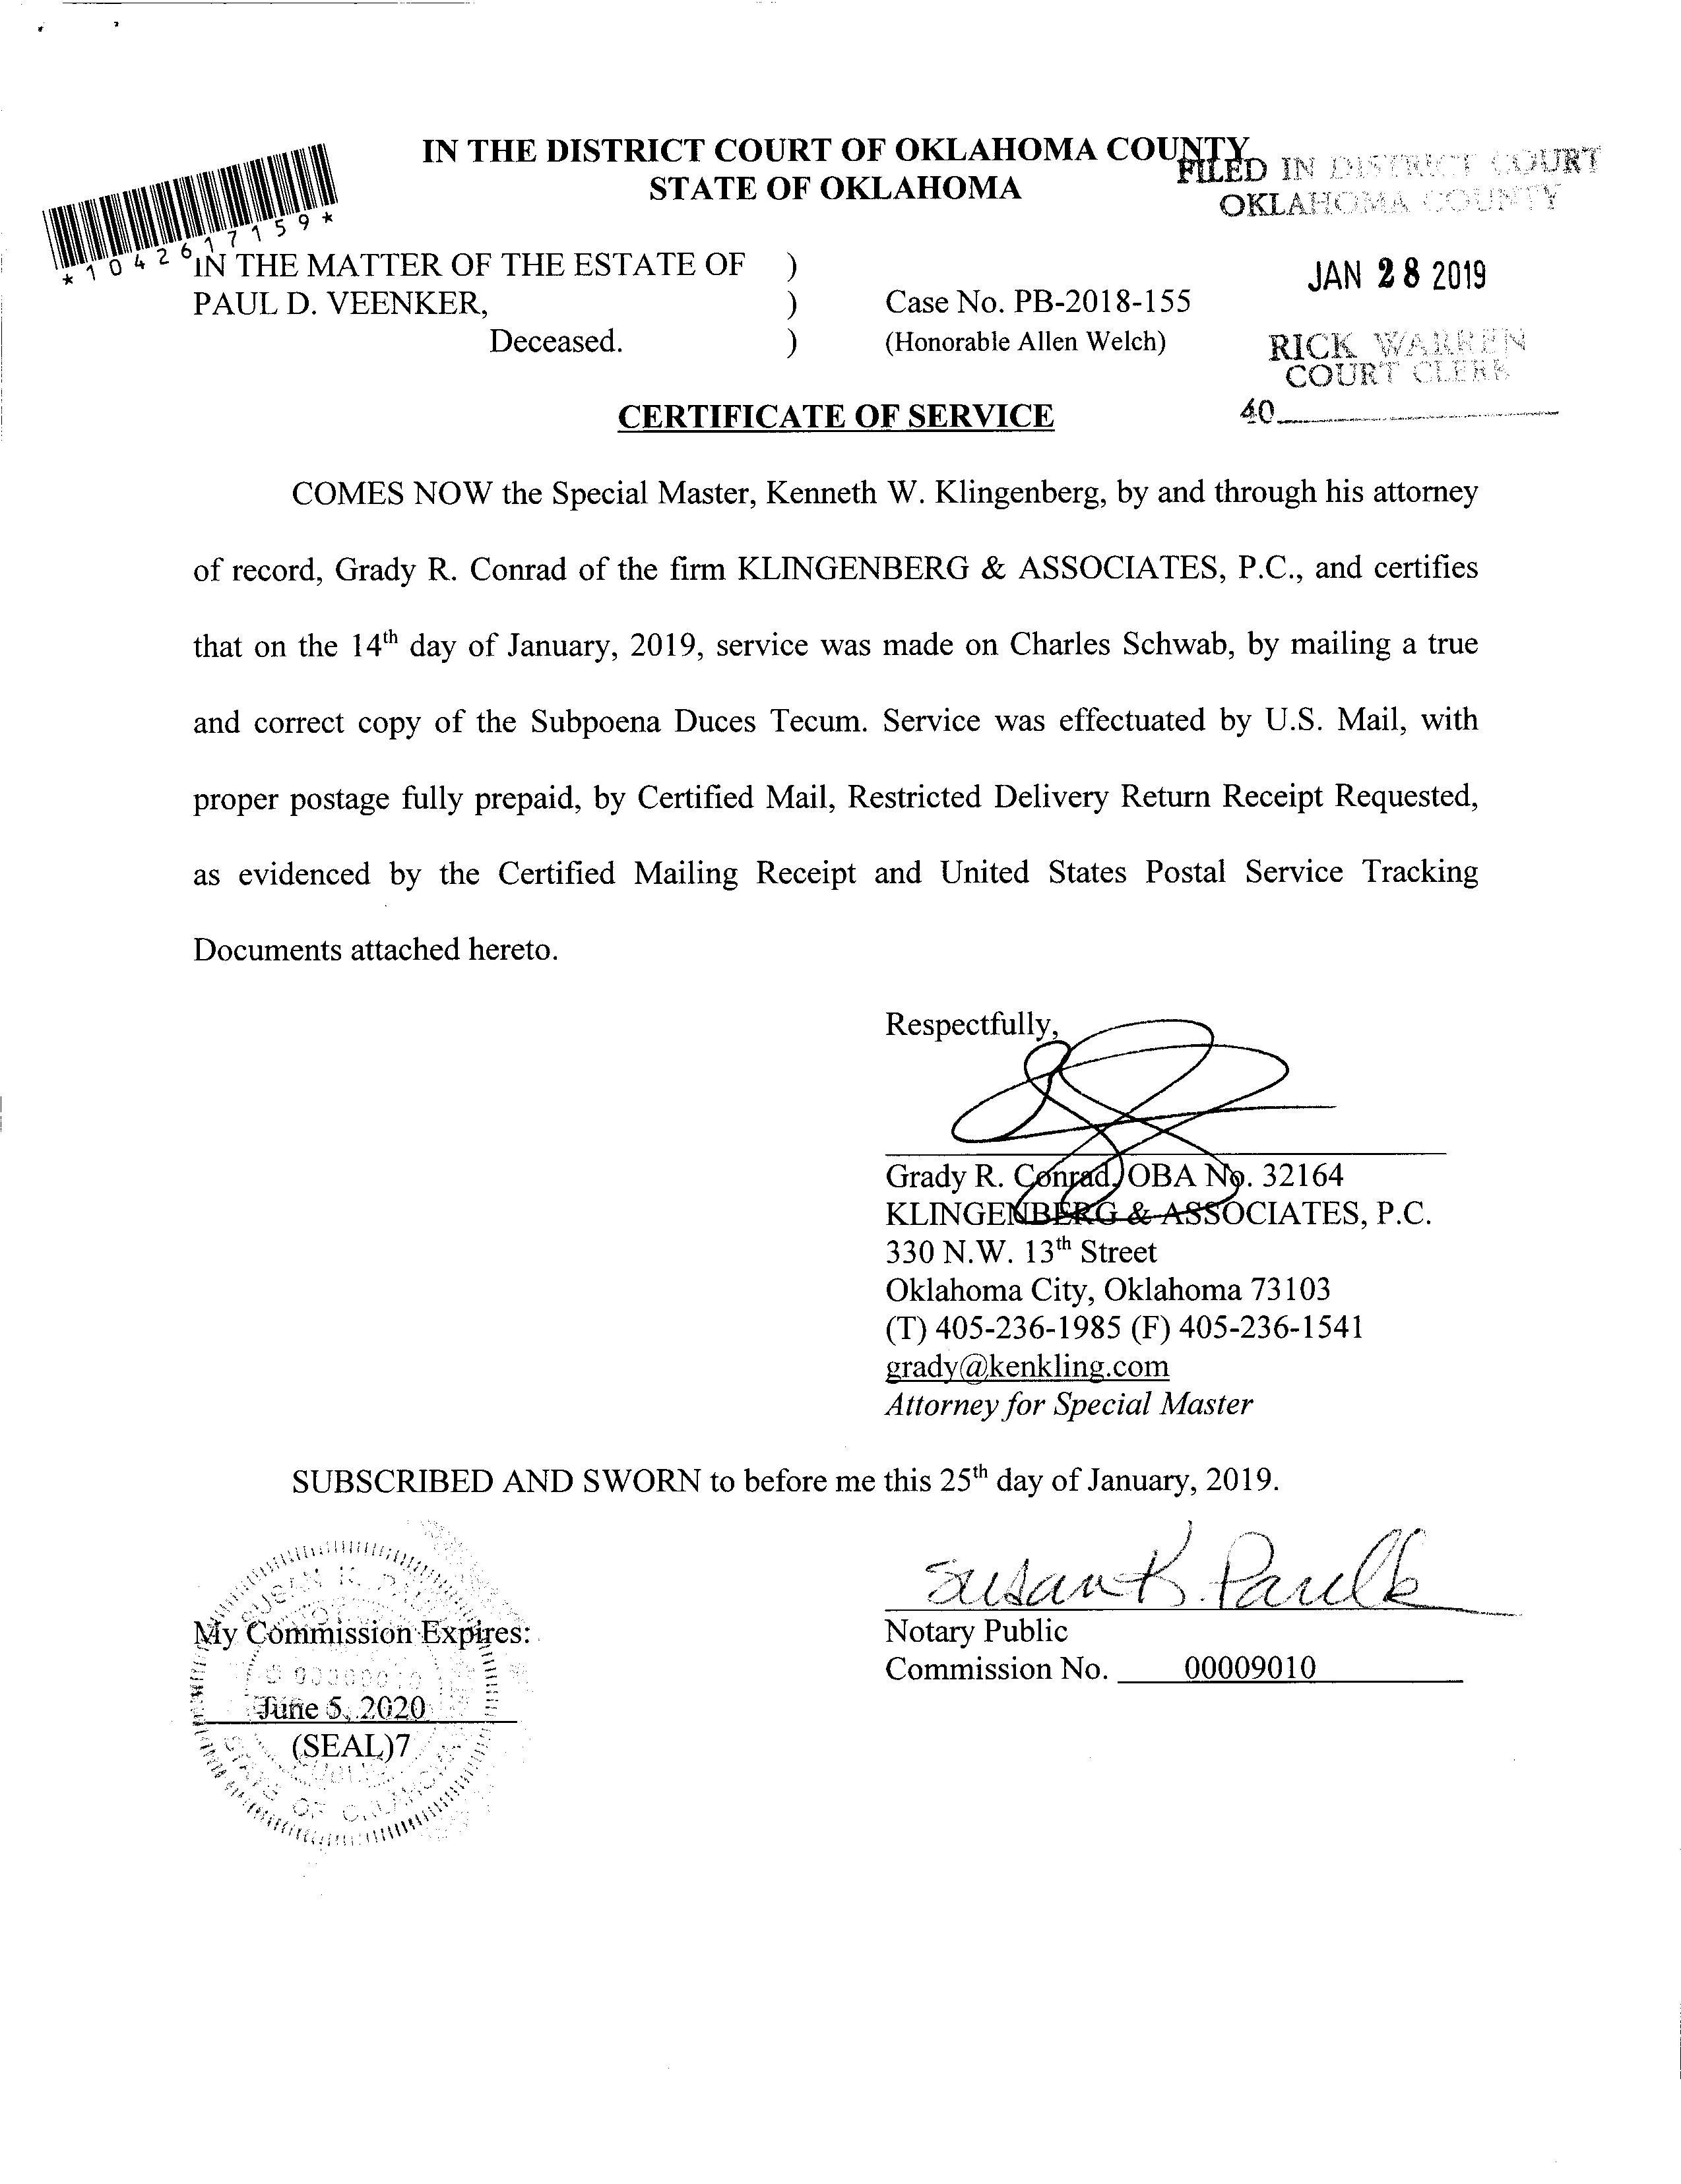 IN THE DISTRICT COURT OF OKLAHOMA COUNTY
STATE OF OKLAHOMA
FILED IN DISTRICT COURT
OKLAHOMA COUNTY
*1042617159*
IN THE MATTER OF THE ESTATE OF )
PAUL D. VEENKER, ) Case No. PB-2018-155
Deceased. ) (Honorable Allen Welch)
JAN 28 2019
RICK WARREN
COURT CLERK
40
CERTIFICATE OF SERVICE
COMES NOW the Special Master, Kenneth W. Klingenberg, by and through his attorney
of record, Grady R. Conrad of the firm KLINGENBERG & ASSOCIATES, P.C., and certifies
that on the 14th day of January, 2019, service was made on Charles Schwab, by mailing a true
and correct copy of the Subpoena Duces Tecum. Service was effectuated by U.S. Mail, with
proper postage fully prepaid, by Certified Mail, Restricted Delivery Return Receipt Requested,
as evidenced by the Certified Mailing Receipt and United States Postal Service Tracking
Documents attached hereto.
Respectfully,
Grady R. Conrad, OBA No. 32164
KLINGENBERG & ASSOCIATES, P.C.
330 N.W. 13th Street
Oklahoma City, Oklahoma 73103
(T) 405-236-1985 (F) 405-236-1541
grady@kenkling.com
Attorney for Special Master
SUBSCRIBED AND SWORN to before me this 25th day of January, 2019.
Susan K. Paulk
Notary Public
Commission No. 00009010
My Commission Expires:
June 5, 2020
(SEAL)7
STATE OF OKLAHOMA